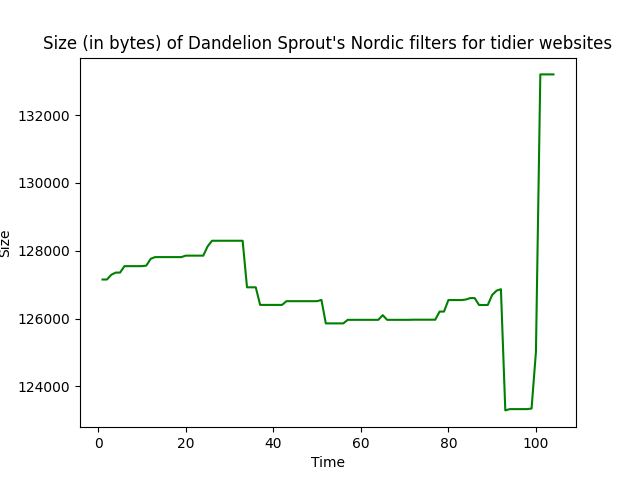 Size (in bytes) of Dandelion Sprout's Nordic filters for tidier websites
132000
130000
128000
126000
124000
Size
0 20 40 60 80 100
Time